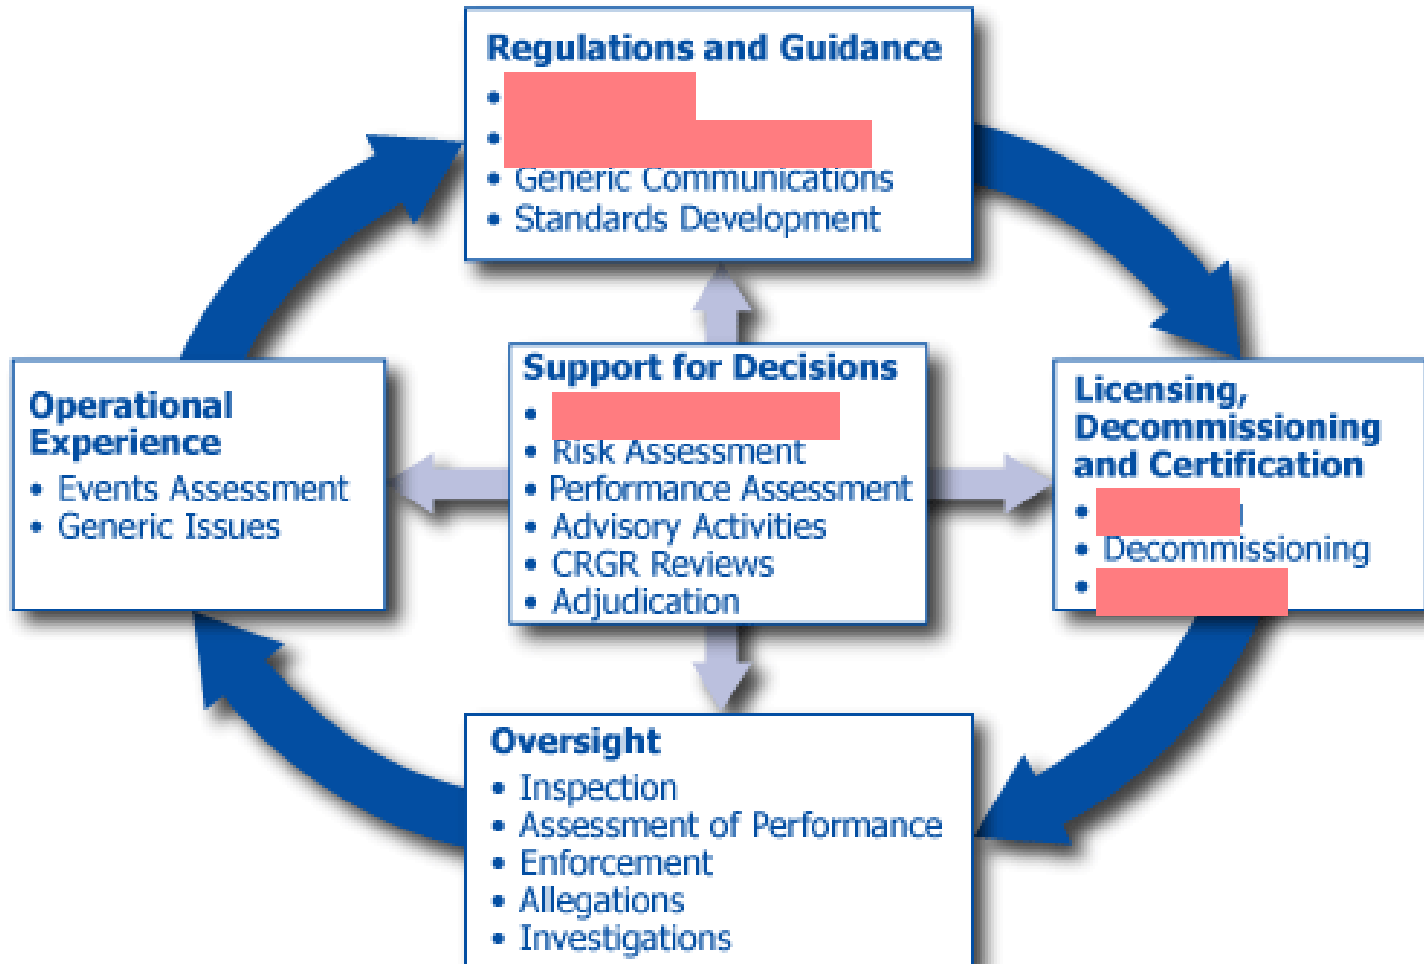 Regulations and Guidance
• 
• 
• Generic Communications
• Standards Development
Support for Decisions
• 
• Risk Assessment
• Performance Assessment
• Advisory Activities
• CRGR Reviews
• Adjudication
Operational
Experience
• Events Assessment
• Generic Issues
Licensing,
Decommissioning
and Certification
• 
• Decommissioning
• 
Oversight
• Inspection
• Assessment of Performance
• Enforcement
• Allegations
• Investigations